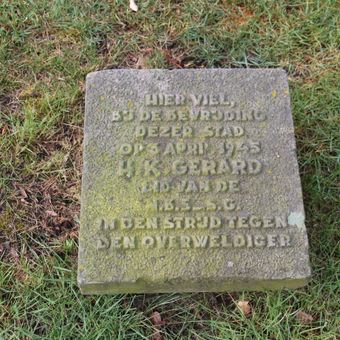 HIER VIEL,
BIJ DE BEVRIJDING
DEZER STAD
OP 3 APRIL 1945
H.K. GERARD
LID VAN DE
N.B.S.-S.G.
IN DEN STRIJD TEGEN
DEN OVERWELDIGER